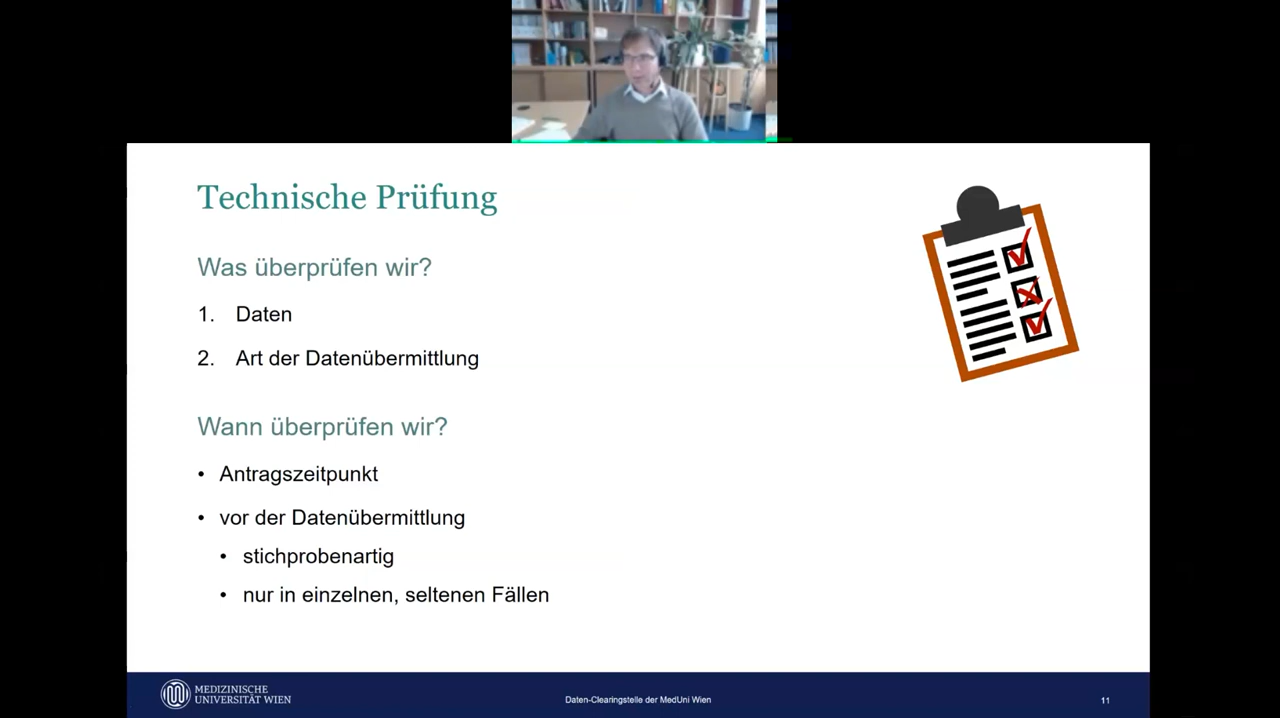 Technische Prüfung
Was überprüfen wir?
1. Daten
2. Art der Datenübermittlung
Wann überprüfen wir?
• Antragszeitpunkt
• vor der Datenübermittlung
• stichprobenartig
• nur in einzelnen, seltenen Fällen
MEDIZINISCHE
UNIVERSITÄT WIEN
Daten-Clearingstelle der MedUni Wien
11